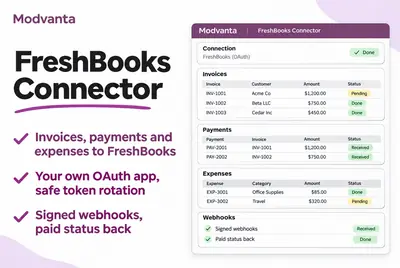 Modvanta
FreshBooks
Connector
Invoices, payments and
expenses to FreshBooks
Your own OAuth app,
safe token rotation
Signed webhooks,
paid status back
Modvanta | FreshBooks Connector
Connection
FreshBooks (OAuth)
Done
Invoices
Invoice Customer Amount Status
INV-1001 Acme Co $1,200.00 Pending
INV-1002 Beta LLC $750.00 Done
INV-1003 Cedar Inc $450.00 Done
Payments
Payment Invoice Amount Status
PAV-2001 INV-1001 $1,200.00 Received
PAV-2002 INV-1002 $750.00 Received
Expenses
Expense Category Amount Status
EXP-3001 Office Supplies $85.00 Done
EXP-3002 Travel $320.00 Pending
Webhooks
Signed webhooks Received
Paid status back Done